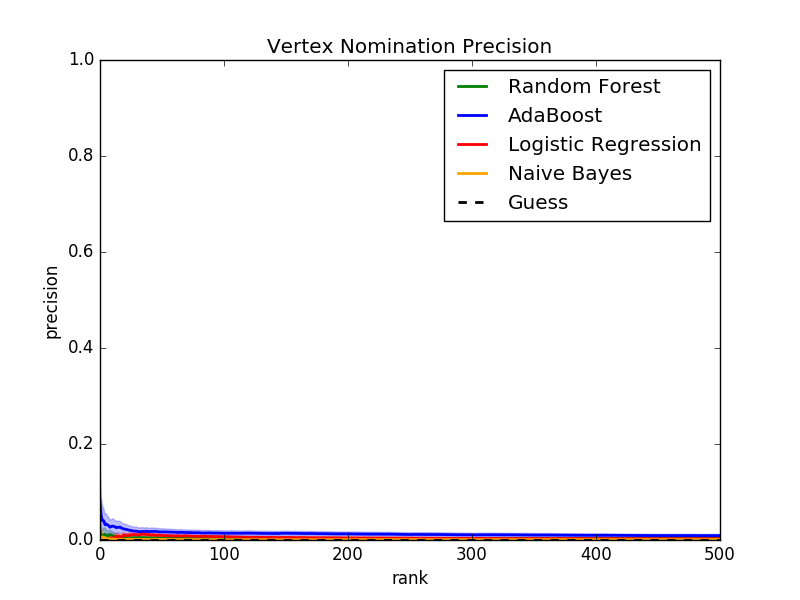 Vertex Nomination Precision
1.0
0.8
0.6
0.4
0.2
0.0
precision
Random Forest
AdaBoost
Logistic Regression
Naive Bayes
Guess
0 100 200 300 400 500
rank